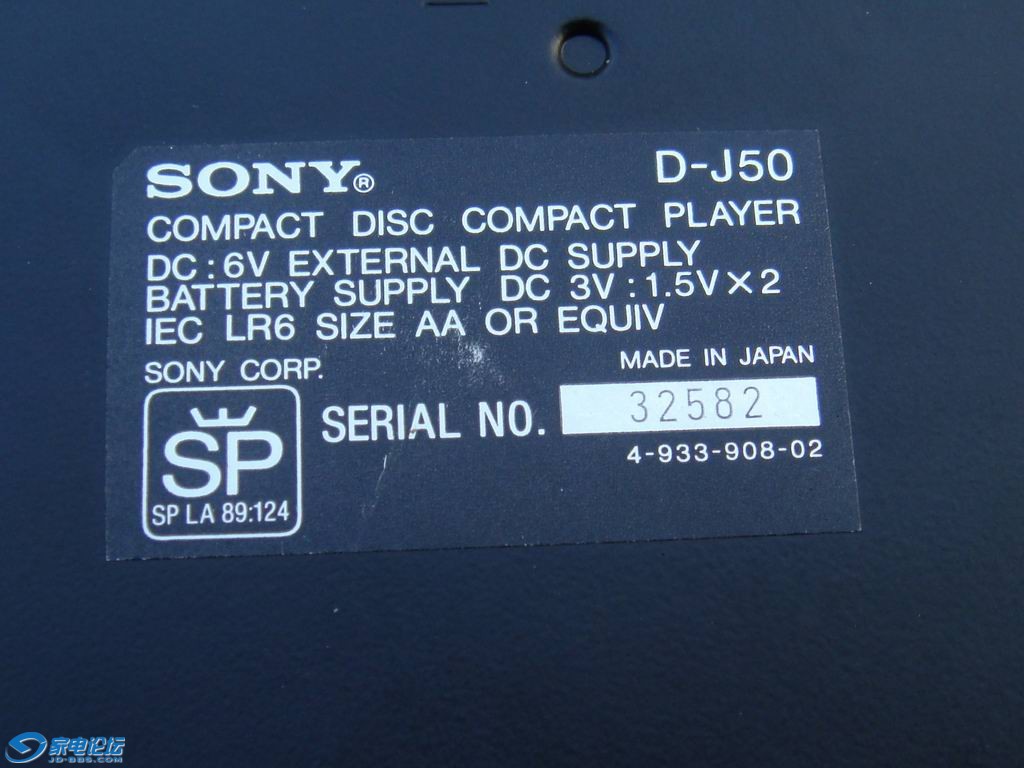 SONY®
D-J50
COMPACT DISC COMPACT PLAYER
DC : 6V EXTERNAL DC SUPPLY
BATTERY SUPPLY DC 3V : 1.5V×2
IEC LR6 SIZE AA OR EQUIV
SONY CORP.
MADE IN JAPAN
SERIAL NO. 32582
4-933-908-02
SP
SP LA 89:124
家电论坛
JD-BBS.COM